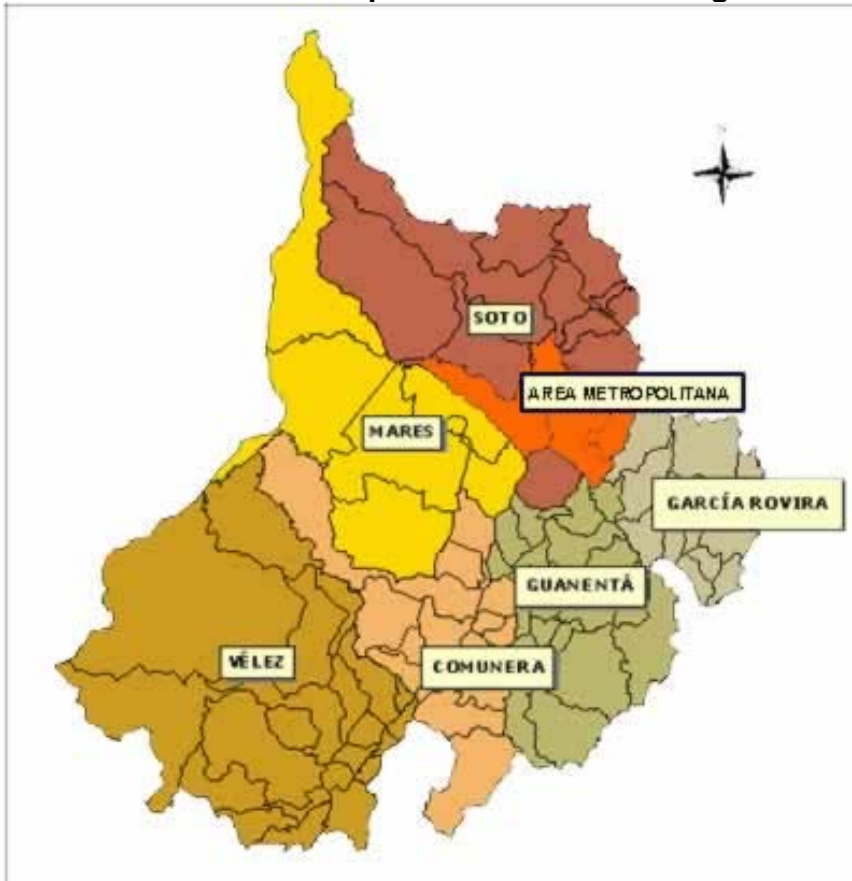 SOTO
AREA METROPOLITANA
MARES
GARCÍA ROVIRA
GUANENTÁ
VÉLEZ
COMUNERA